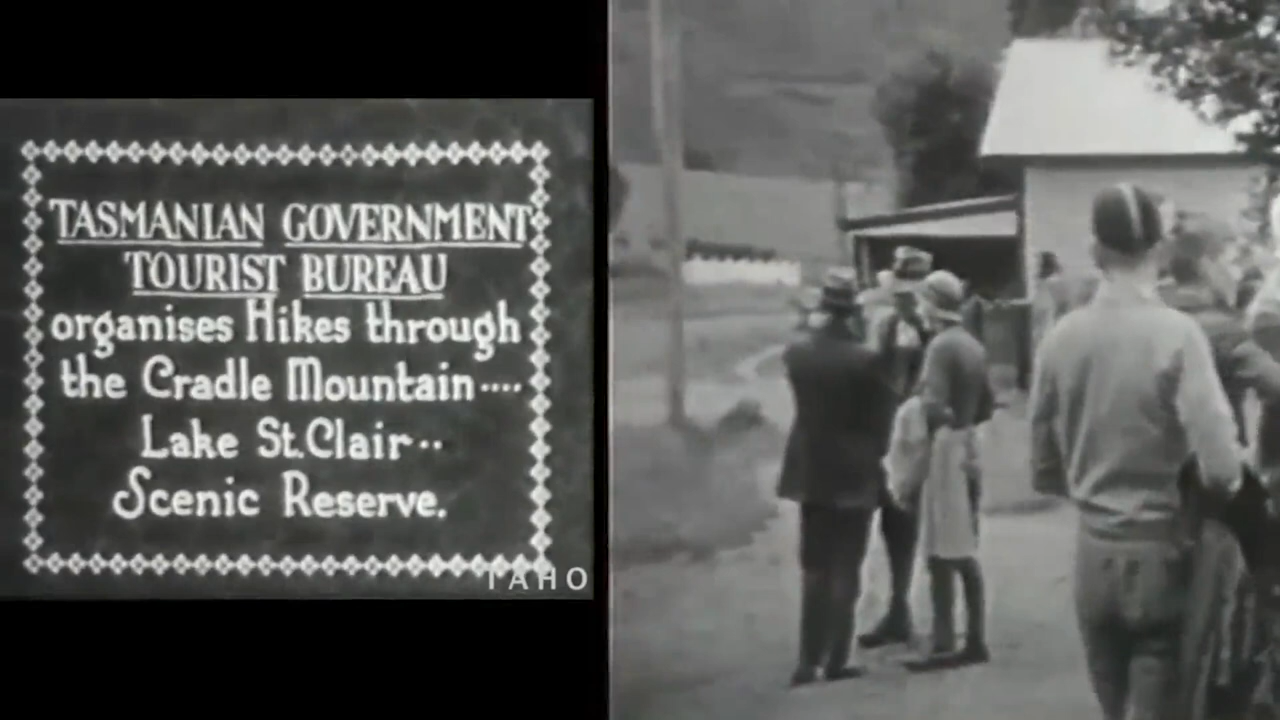 TASMANIAN GOVERNMENT
TOURIST BUREAU
organises Hikes through
the Cradle Mountain....
Lake St.Clair..
Scenic Reserve.
TAHO